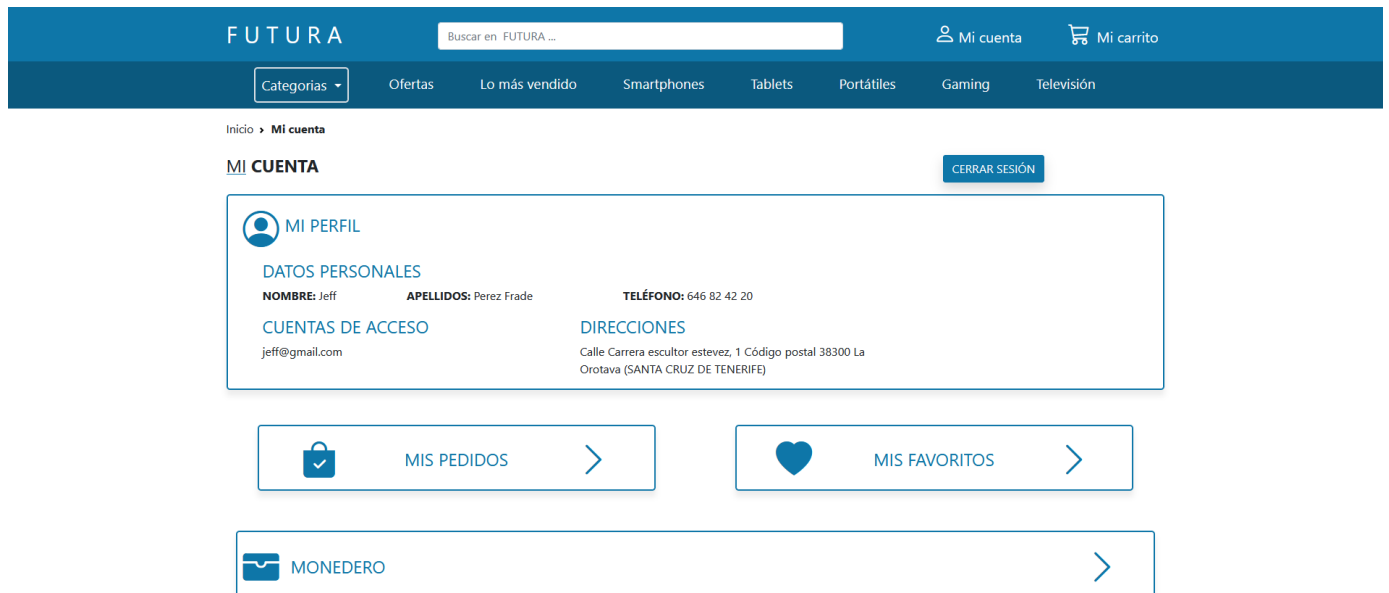 FUTURA
Buscar en FUTURA ...
Mi cuenta
Mi carrito
Categorias
Ofertas
Lo más vendido
Smartphones
Tablets
Portátiles
Gaming
Televisión
Inicio › Mi cuenta
MI CUENTA
CERRAR SESIÓN
MI PERFIL
DATOS PERSONALES
NOMBRE: Jeff
APELLIDOS: Perez Frade
TELÉFONO: 646 82 42 20
CUENTAS DE ACCESO
jeff@gmail.com
DIRECCIONES
Calle Carrera escultor estevez, 1 Código postal 38300 La
Orotava (SANTA CRUZ DE TENERIFE)
MIS PEDIDOS
MIS FAVORITOS
MONEDERO